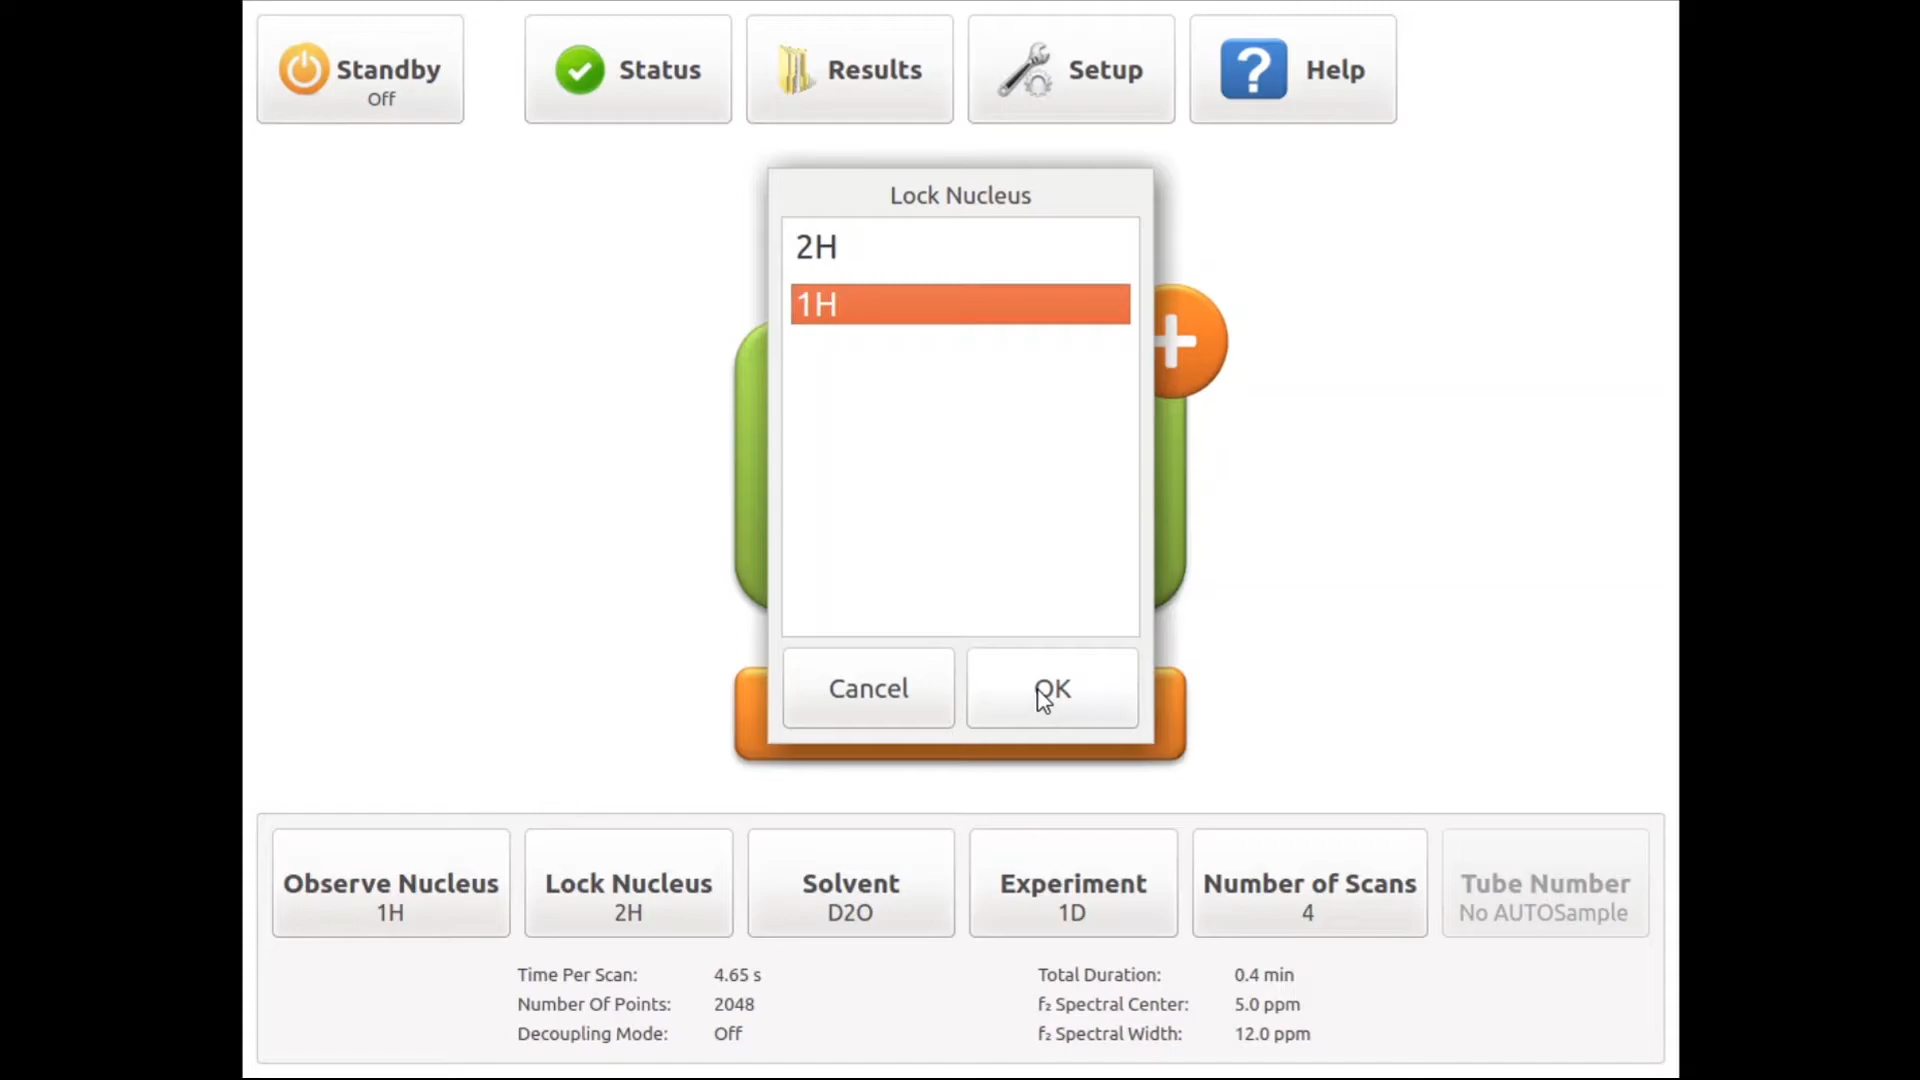 Standby
Off
Status
Results
Setup
? Help
Lock Nucleus
2H
1H
Cancel
OK
Observe Nucleus
1H
Lock Nucleus
2H
Solvent
D2O
Experiment
1D
Number of Scans
4
Tube Number
No AUTOSample
Time Per Scan: 4.65 s
Number Of Points: 2048
Decoupling Mode: Off
Total Duration: 0.4 min
f₂ Spectral Center: 5.0 ppm
f₂ Spectral Width: 12.0 ppm